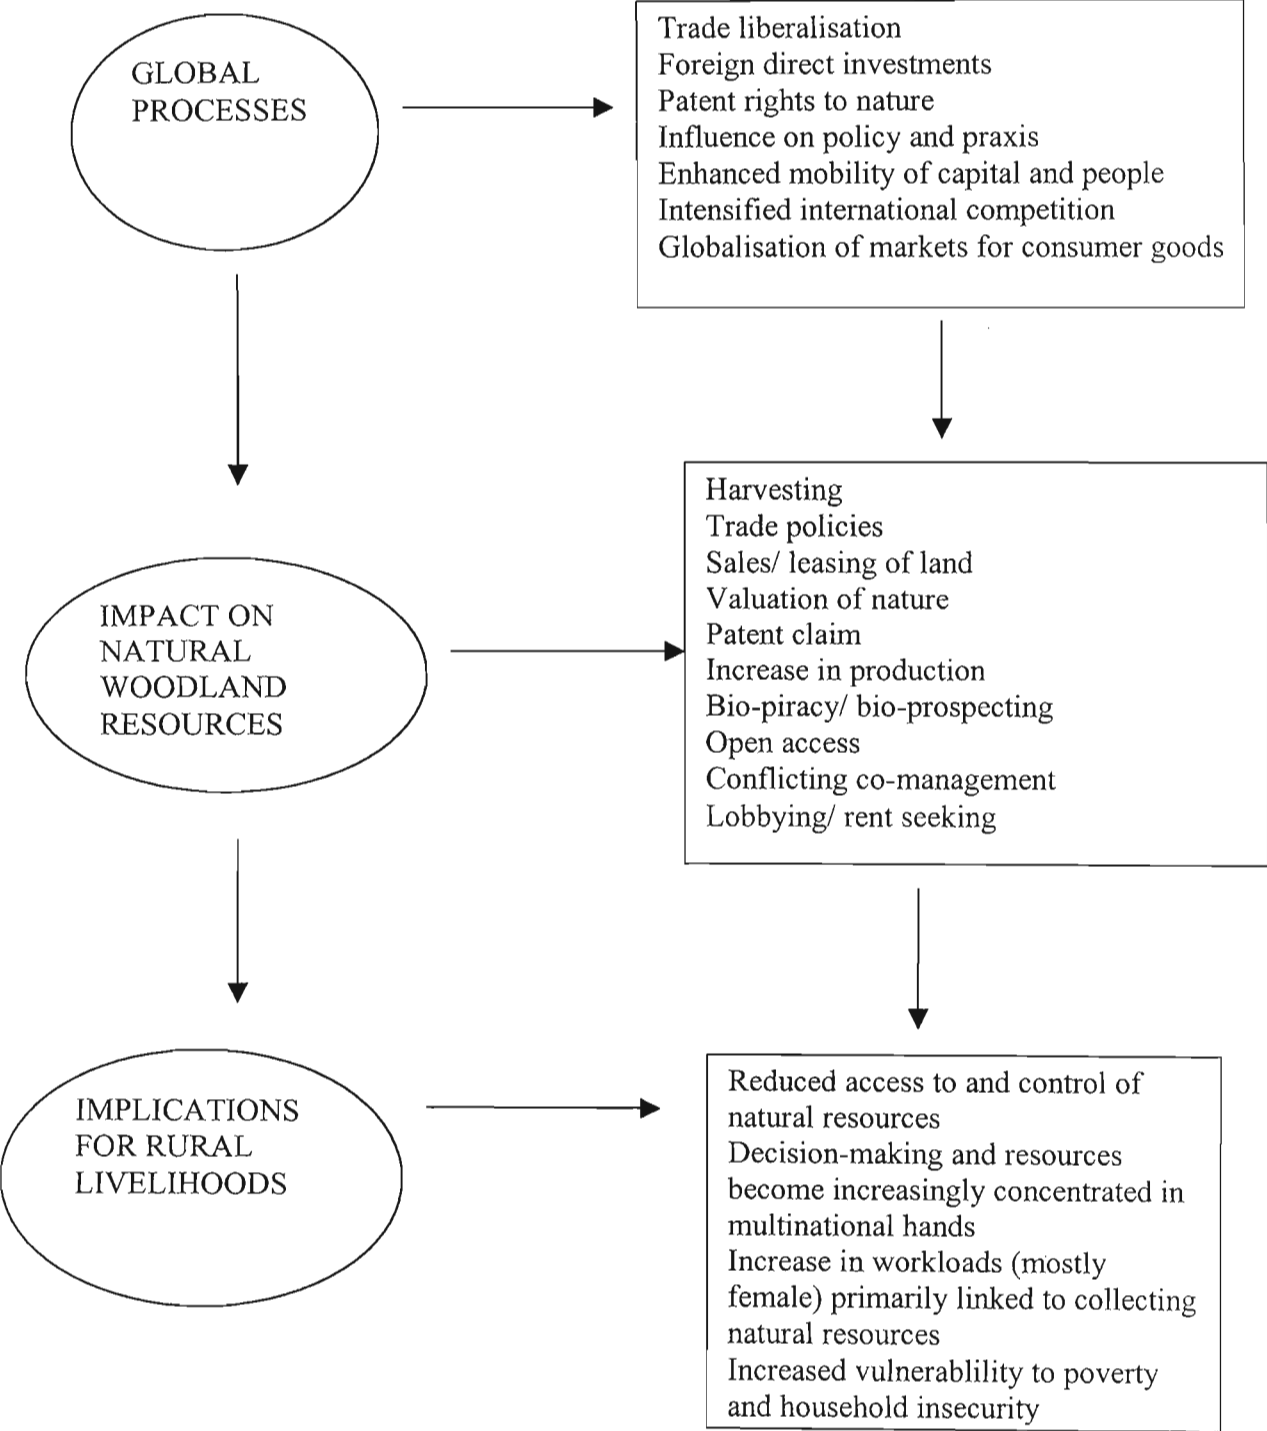 GLOBAL
PROCESSES
Trade liberalisation
Foreign direct investments
Patent rights to nature
Influence on policy and praxis
Enhanced mobility of capital and people
Intensified international competition
Globalisation of markets for consumer goods
IMPACT ON
NATURAL
WOODLAND
RESOURCES
Harvesting
Trade policies
Sales/ leasing of land
Valuation of nature
Patent claim
Increase in production
Bio-piracy/ bio-prospecting
Open access
Conflicting co-management
Lobbying/ rent seeking
IMPLICATIONS
FOR RURAL
LIVELIHOODS
Reduced access to and control of
natural resources
Decision-making and resources
become increasingly concentrated in
multinational hands
Increase in workloads (mostly
female) primarily linked to collecting
natural resources
Increased vulnerablility to poverty
and household insecurity